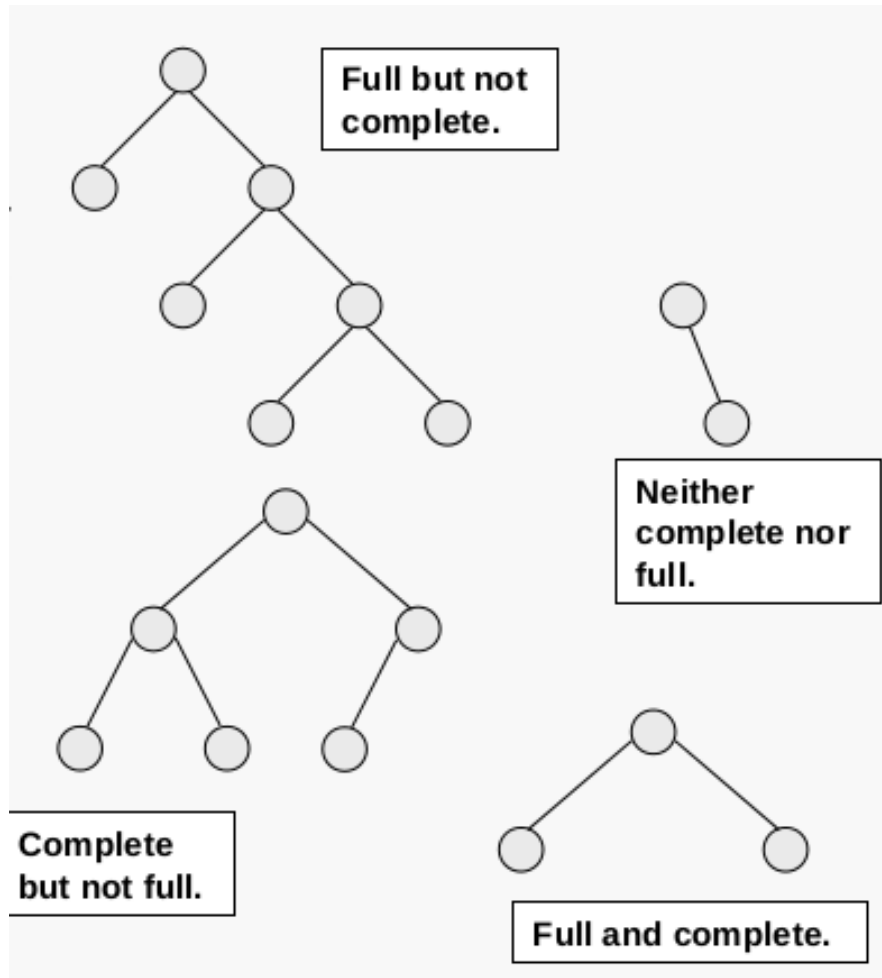 Full but not
complete.
Neither
complete nor
full.
Complete
but not full.
Full and complete.